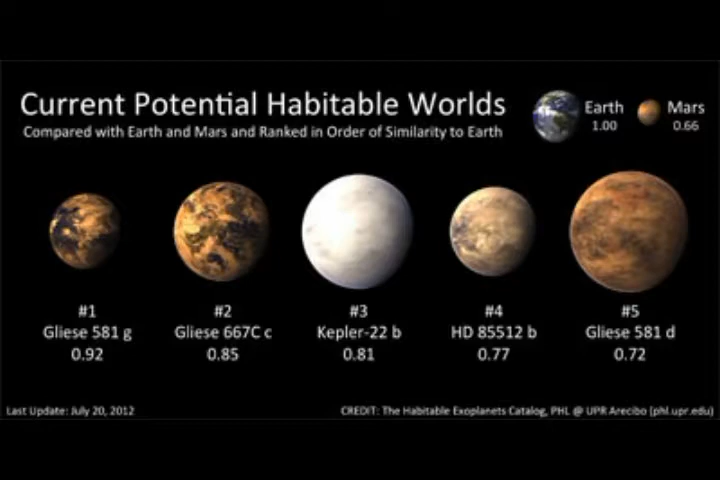 Current Potential Habitable Worlds
Compared with Earth and Mars and Ranked in Order of Similarity to Earth
Earth
1.00
Mars
0.66
#1
Gliese 581 g
0.92
#2
Gliese 667C c
0.85
#3
Kepler-22 b
0.81
#4
HD 85512 b
0.77
#5
Gliese 581 d
0.72
Last Update: July 20, 2012
CREDIT: The Habitable Exoplanets Catalog, PHL @ UPR Arecibo (phl.upr.edu)